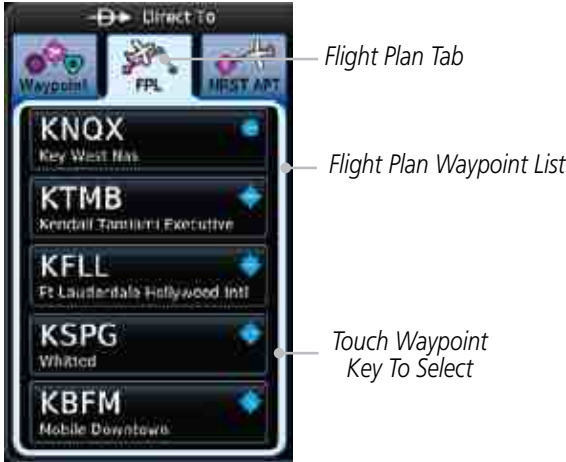 Direct To
Waypoint
FPL
NRST APT
KNQX
Key West Nas
KTMB
Kendall Tamiami Executive
KFLL
Ft Lauderdale Hollywood Intl
KSPG
Whitted
KBFM
Mobile Downtown
Flight Plan Tab
Flight Plan Waypoint List
Touch Waypoint
Key To Select